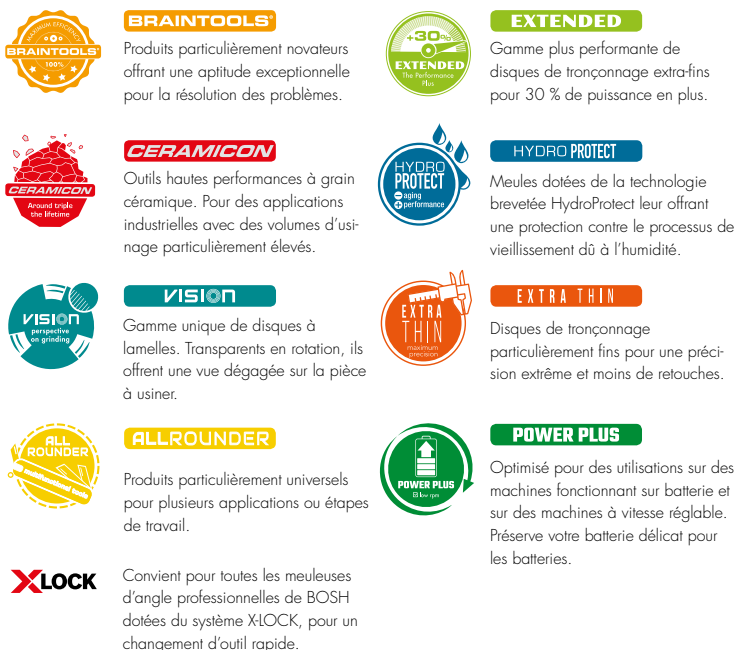 MAXIMUM EFFICIENCY
BRAINTOOLS®
100%
BRAINTOOLS®
Produits particulièrement novateurs
offrant une aptitude exceptionnelle
pour la résolution des problèmes.
CERAMICON
Around triple
the lifetime
CERAMICON
Outils hautes performances à grain
céramique. Pour des applications
industrielles avec des volumes d'usi-
nage particulièrement élevés.
VISION
perspective
on grinding
VISION
Gamme unique de disques à
lamelles. Transparents en rotation, ils
offrent une vue dégagée sur la pièce
à usiner.
ALL
ROUNDER
ALLROUNDER
Produits particulièrement universels
pour plusieurs applications ou étapes
de travail.
X-LOCK
Convient pour toutes les meuleuses
d'angle professionnelles de BOSH
dotées du système X-LOCK, pour un
changement d'outil rapide.
+30%
EXTENDED
The Performance
Plus
EXTENDED
Gamme plus performante de
disques de tronçonnage extra-fins
pour 30 % de puissance en plus.
HYDRO
PROTECT
aging
performance
HYDRO PROTECT
Meules dotées de la technologie
brevetée HydroProtect leur offrant
une protection contre le processus de
vieillissement dû à l'humidité.
EXTRA
THIN
maximum
precision
EXTRA THIN
Disques de tronçonnage
particulièrement fins pour une préci-
sion extrême et moins de retouches.
POWER PLUS
low rpm
POWER PLUS
Optimisé pour des utilisations sur des
machines fonctionnant sur batterie et
sur des machines à vitesse réglable.
Préserve votre batterie délicat pour
les batteries.